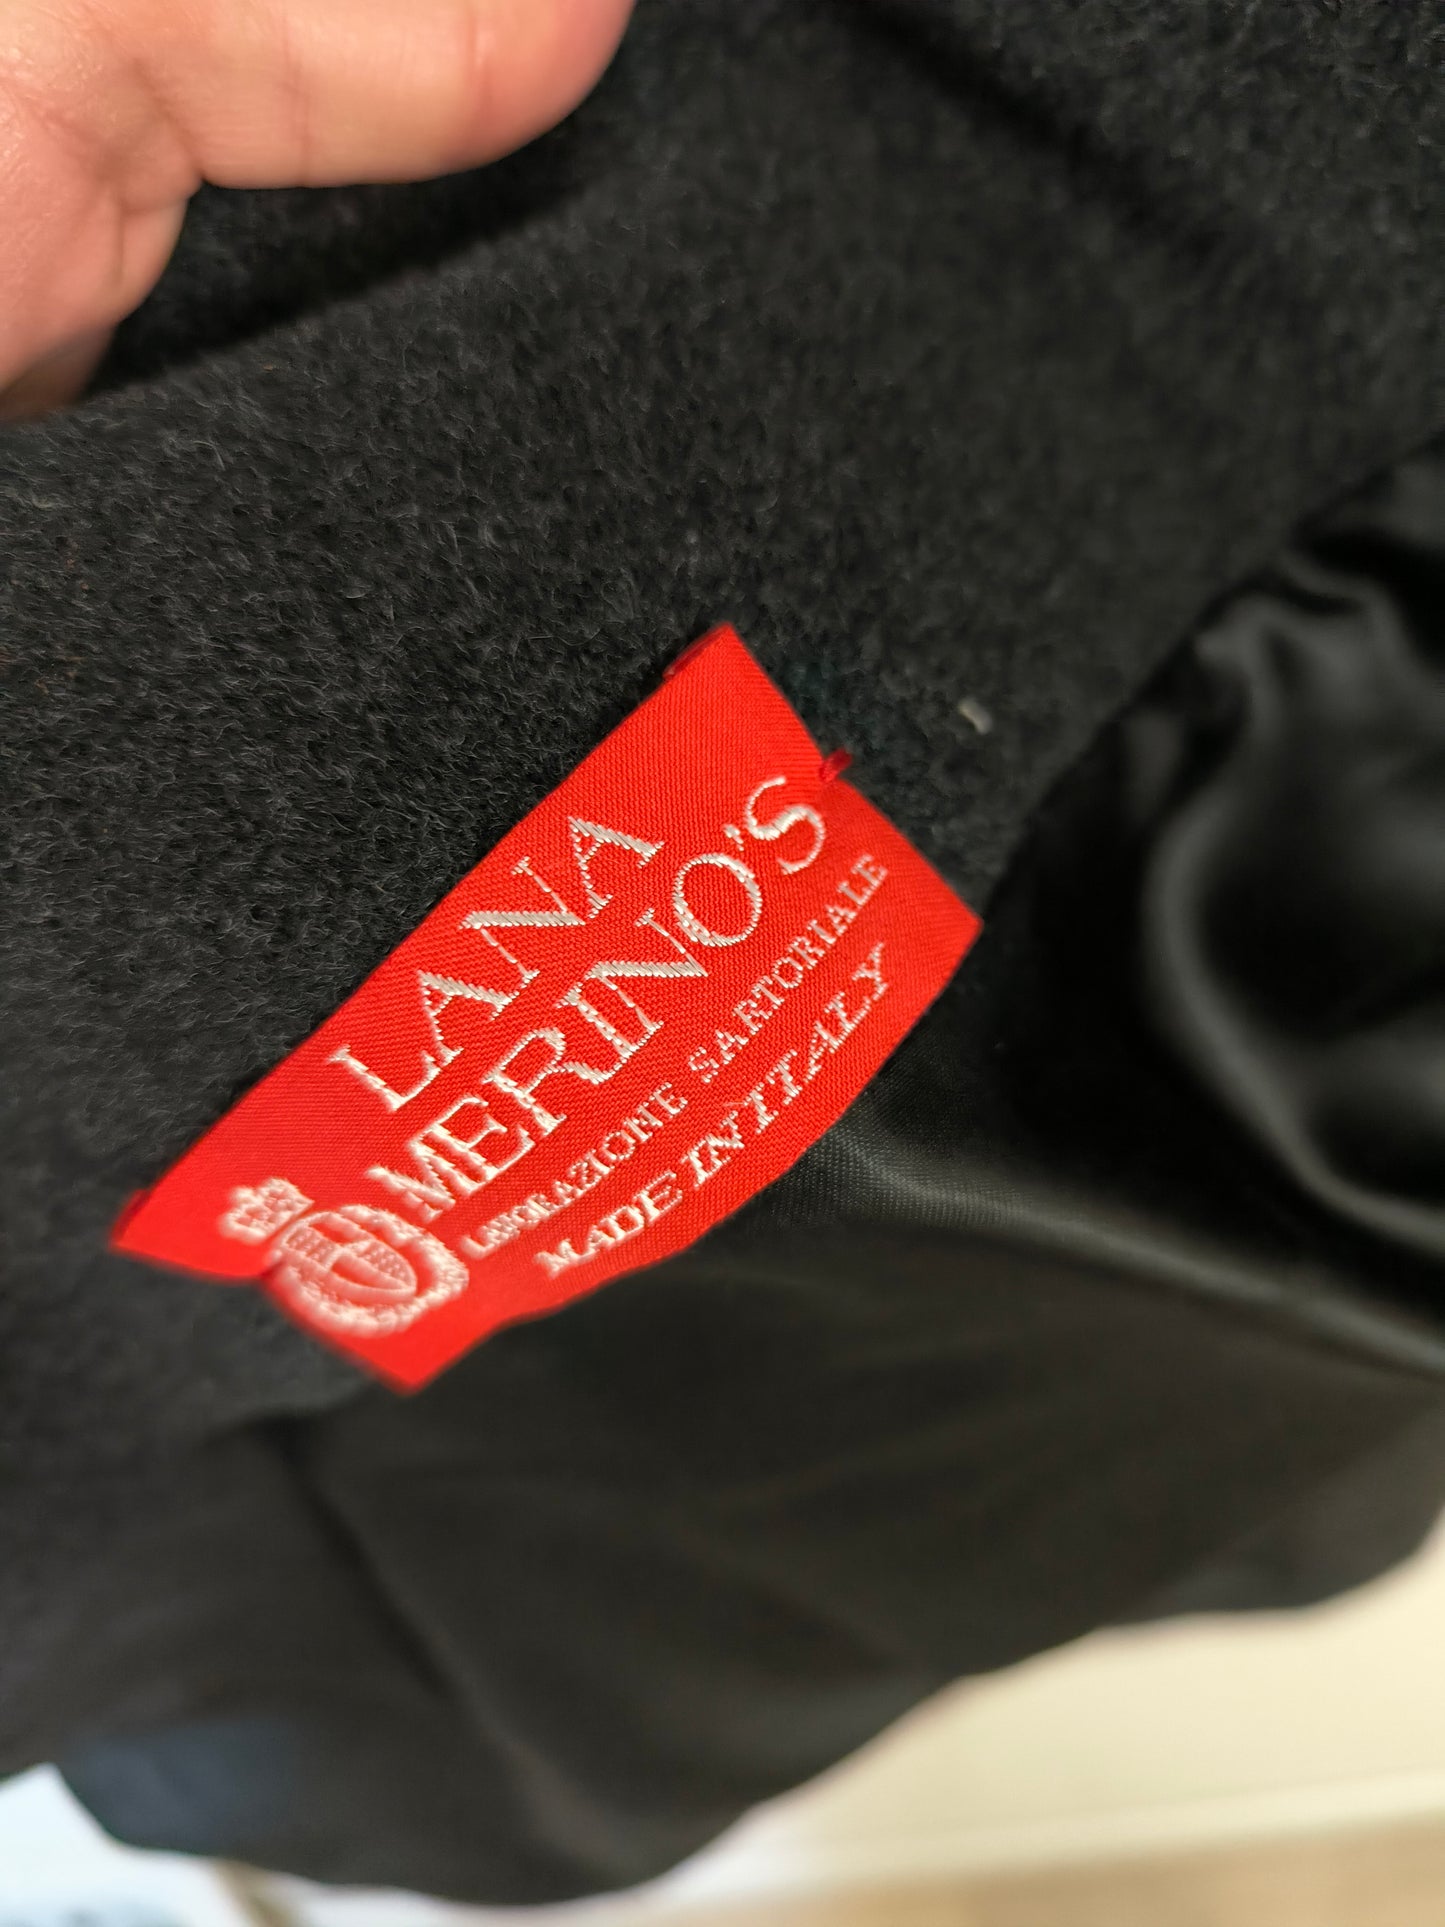 LANA
MERINO'S
LAVORAZIONE SARTORIALE
MADE IN ITALY